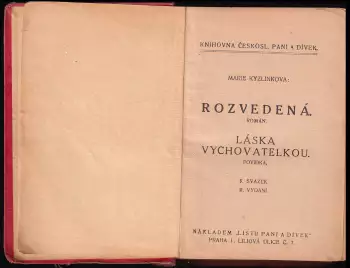 KNIHOVNA ČESKOSL. PANÍ A DÍVEK.
MARIE KYZLINKOVÁ:
ROZVEDENÁ.
ROMÁN.
LÁSKA
VYCHOVATELKOU.
POVÍDKA.
2. SVAZEK.
II. VYDÁNÍ.
NÁKLADEM „LISTU PANÍ A DÍVEK“
PRAHA I., LILIOVÁ ULICE Č. 1.